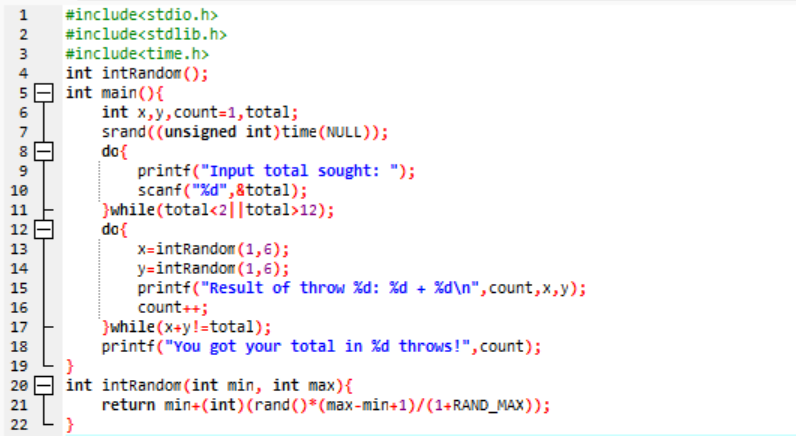 1 #include<stdio.h>
2 #include<stdlib.h>
3 #include<time.h>
4 int intRandom();
5 int main(){
6 int x,y,count=1,total;
7 srand((unsigned int)time(NULL));
8 do{
9 printf("Input total sought: ");
10 scanf("%d",&total);
11 }while(total<2||total>12);
12 do{
13 x=intRandom(1,6);
14 y=intRandom(1,6);
15 printf("Result of throw %d: %d + %d\n",count,x,y);
16 count++;
17 }while(x+y!=total);
18 printf("You got your total in %d throws!",count);
19 }
20 int intRandom(int min, int max){
21 return min+(int)(rand()*(max-min+1)/(1+RAND_MAX));
22 }